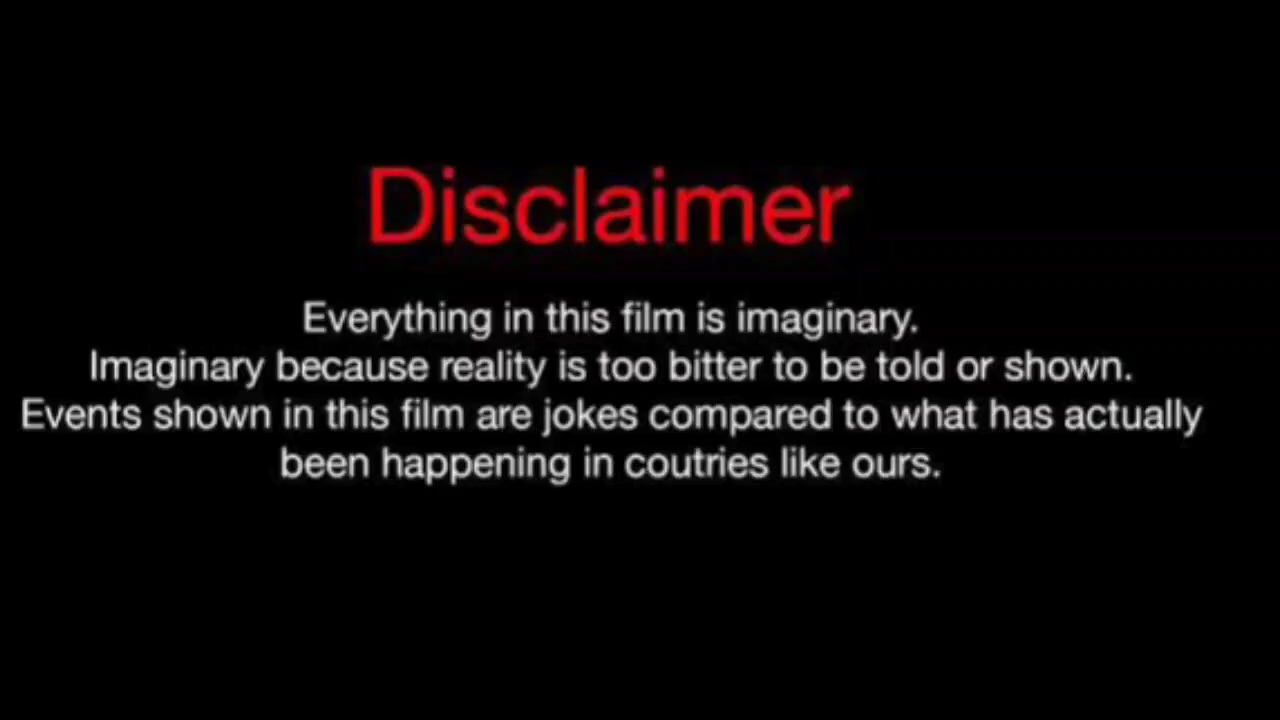 Disclaimer
Everything in this film is imaginary.
Imaginary because reality is too bitter to be told or shown.
Events shown in this film are jokes compared to what has actually
been happening in coutries like ours.